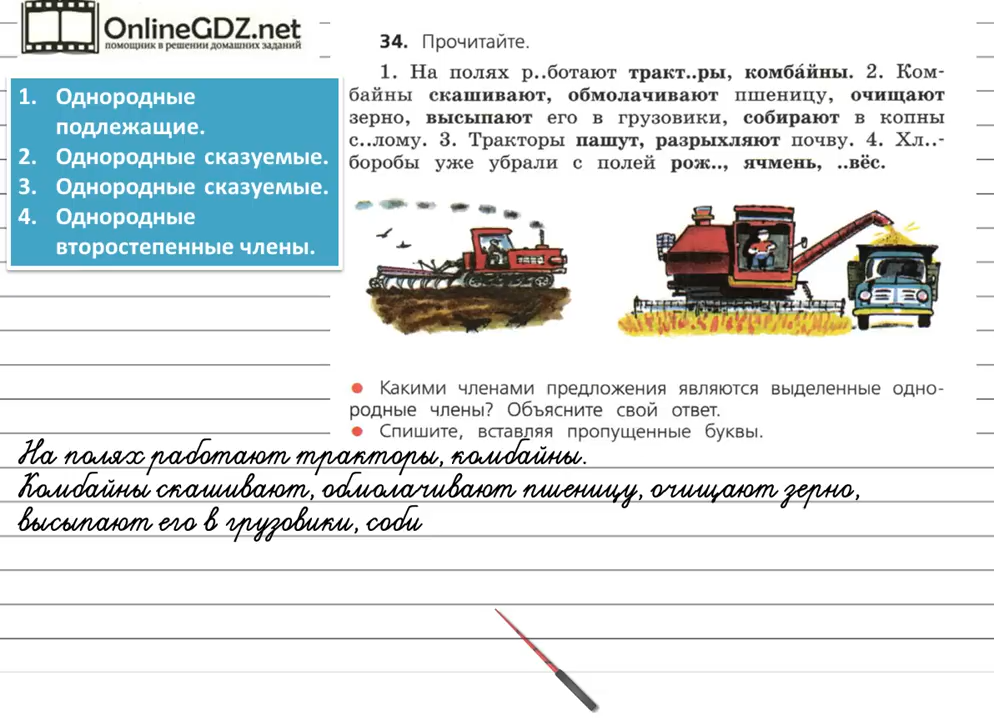 OnlineGDZ.net
помощник в решении домашних заданий
1. Однородные
подлежащие.
2. Однородные сказуемые.
3. Однородные сказуемые.
4. Однородные
второстепенные члены.
34. Прочитайте.
1. На полях р..ботают тракт..ры, комба́йны. 2. Ком-
байны скашивают, обмолачивают пшеницу, очищают
зерно, высыпают его в грузовики, собирают в копны
с..лому. 3. Тракторы пашут, разрыхляют почву. 4. Хл..-
боробы уже убрали с полей рож.., ячмень, ..вёс.
Какими членами предложения являются выделенные одно-
родные члены? Объясните свой ответ.
Спишите, вставляя пропущенные буквы.
На полях работают тракторы, комбайны.
Комбайны скашивают, обмолачивают пшеницу, очищают зерно,
высыпают его в грузовики, соби